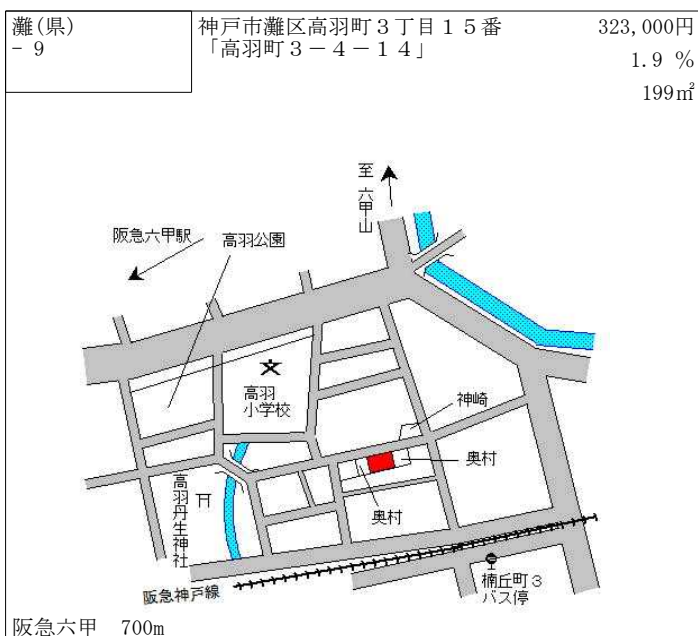 灘(県)
－9
神戸市灘区高羽町３丁目１５番
「高羽町３－４－１４」
323,000円
1.9 %
199㎡
至 六甲山
阪急六甲駅
高羽公園
高羽
小学校
神崎
奥村
奥村
高羽丹生神社
阪急神戸線
楠丘町３
バス停
阪急六甲　700m